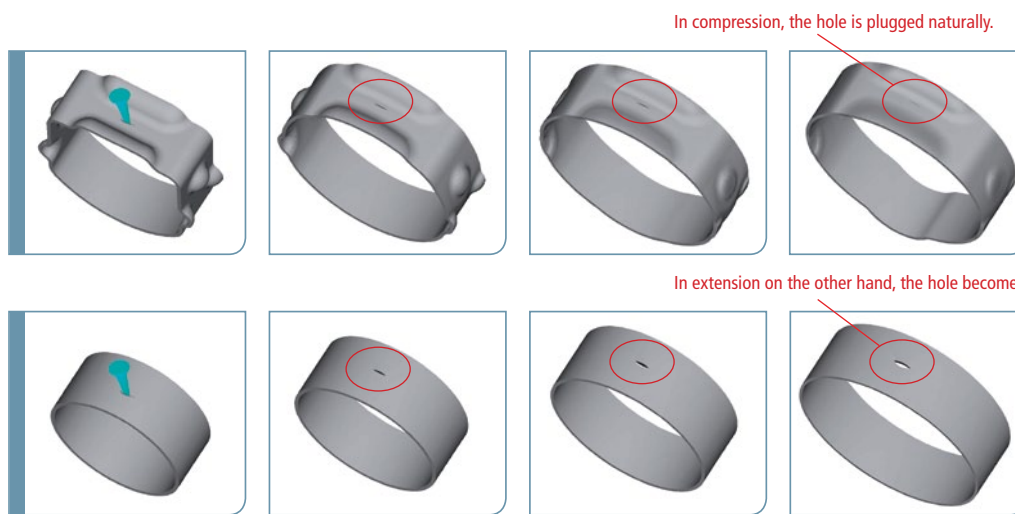 In compression, the hole is plugged naturally.
In extension on the other hand, the hole become